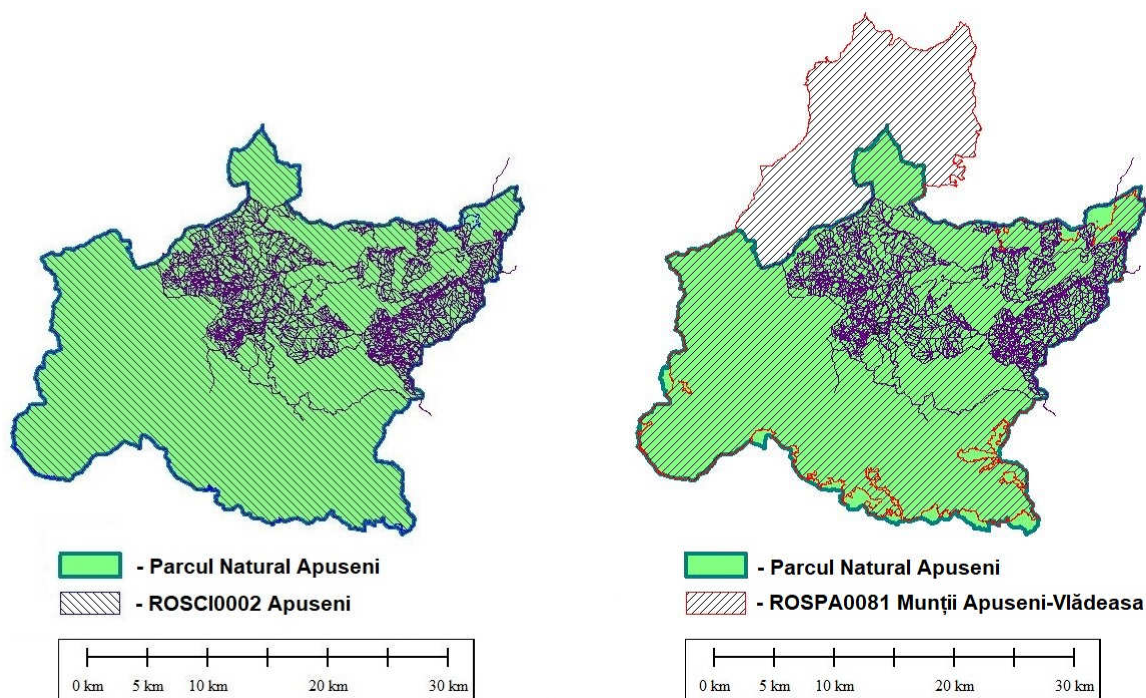 - Parcul Natural Apuseni
- ROSCI0002 Apuseni
0 km 5 km 10 km 20 km 30 km
- Parcul Natural Apuseni
- ROSPA0081 Munții Apuseni-Vlădeasa
0 km 5 km 10 km 20 km 30 km